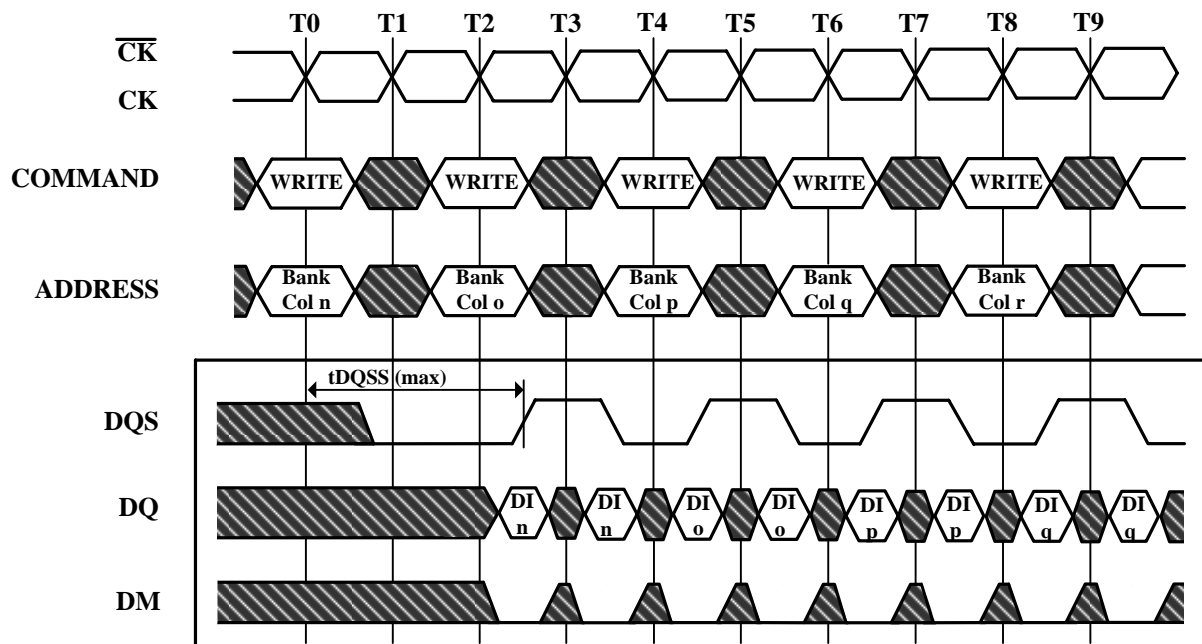 T0 T1 T2 T3 T4 T5 T6 T7 T8 T9
CK
CK
COMMAND WRITE WRITE WRITE WRITE WRITE
ADDRESS Bank Col n Bank Col o Bank Col p Bank Col q Bank Col r
tDQSS (max)
DQS
DQ DI n DI n DI o DI o DI p DI p DI q DI q
DM